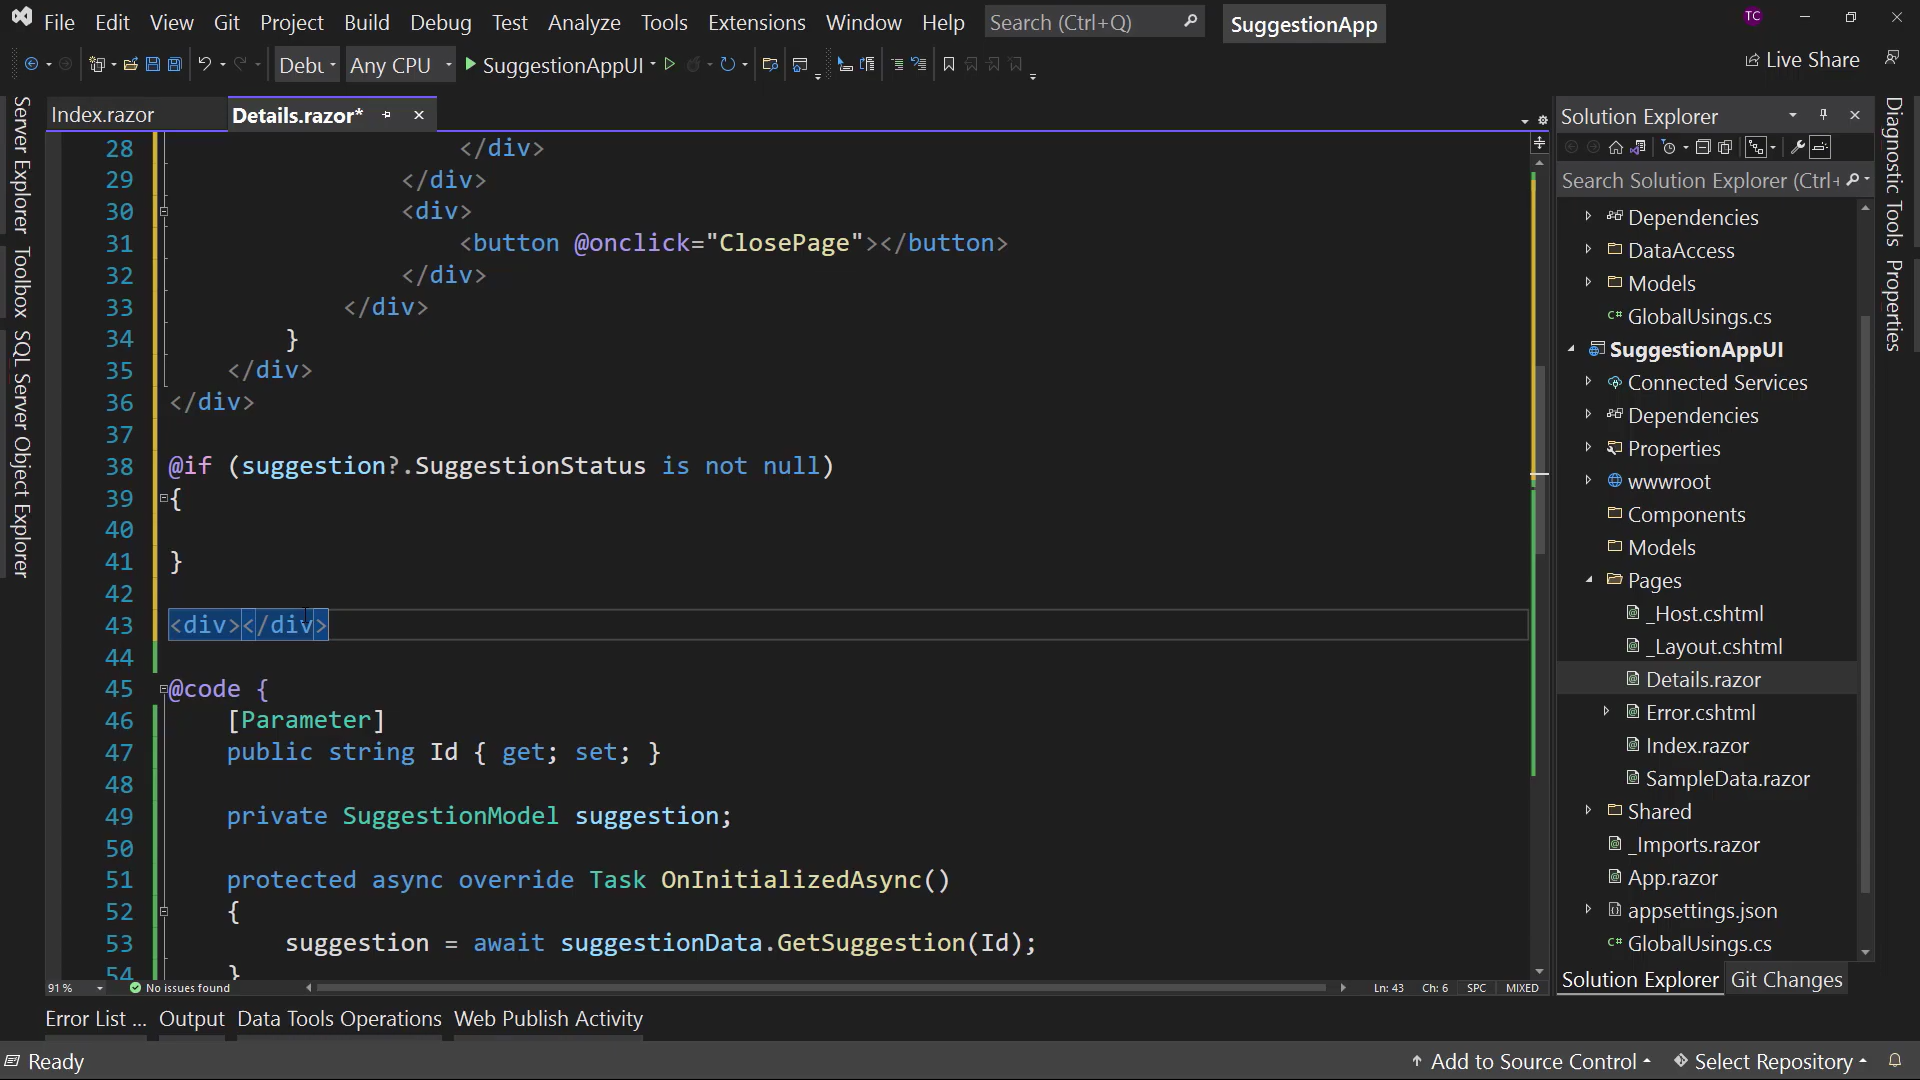 File Edit View Git Project Build Debug Test Analyze Tools Extensions Window Help Search (Ctrl+Q) SuggestionApp TC
Debu Any CPU SuggestionAppUI Live Share
Index.razor Details.razor*
28 </div>
29 </div>
30 <div>
31 <button @onclick="ClosePage"></button>
32 </div>
33 </div>
34 }
35 </div>
36 </div>
37
38 @if (suggestion?.SuggestionStatus is not null)
39 {
40
41 }
42
43 <div></div>
44
45 @code {
46 [Parameter]
47 public string Id { get; set; }
48
49 private SuggestionModel suggestion;
50
51 protected async override Task OnInitializedAsync()
52 {
53 suggestion = await suggestionData.GetSuggestion(Id);
54 }
91 % No issues found Ln: 43 Ch: 6 SPC MIXED
Server Explorer
Toolbox
SQL Server Object Explorer
Solution Explorer
Search Solution Explorer (Ctrl+
Dependencies
DataAccess
Models
C# GlobalUsings.cs
SuggestionAppUI
Connected Services
Dependencies
Properties
wwwroot
Components
Models
Pages
_Host.cshtml
_Layout.cshtml
Details.razor
Error.cshtml
Index.razor
SampleData.razor
Shared
_Imports.razor
App.razor
appsettings.json
C# GlobalUsings.cs
Solution Explorer Git Changes
Diagnostic Tools
Properties
Error List ... Output Data Tools Operations Web Publish Activity
Ready Add to Source Control Select Repository